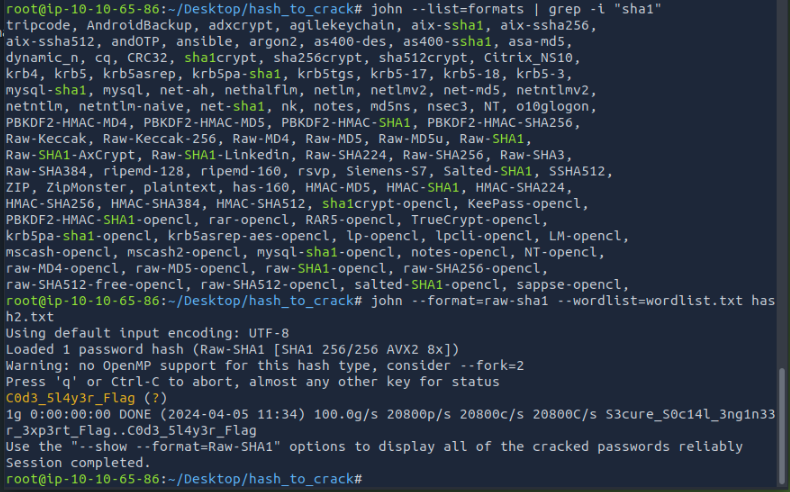 root@ip-10-10-65-86:~/Desktop/hash_to_crack# john --list=formats | grep -i "sha1"
tripcode, AndroidBackup, adxcrypt, agilekeychain, aix-ssha1, aix-ssha256,
aix-ssha512, andOTP, ansible, argon2, as400-des, as400-ssha1, asa-md5,
dynamic_n, cq, CRC32, sha1crypt, sha256crypt, sha512crypt, Citrix_NS10,
krb4, krb5, krb5asrep, krb5pa-sha1, krb5tgs, krb5-17, krb5-18, krb5-3,
mysql-sha1, mysql, net-ah, nethalflm, netlm, netlmv2, net-md5, netntlmv2,
netntlm, netntlm-naive, net-sha1, nk, notes, md5ns, nsec3, NT, o10glogon,
PBKDF2-HMAC-MD4, PBKDF2-HMAC-MD5, PBKDF2-HMAC-SHA1, PBKDF2-HMAC-SHA256,
Raw-Keccak, Raw-Keccak-256, Raw-MD4, Raw-MD5, Raw-MD5u, Raw-SHA1,
Raw-SHA1-AxCrypt, Raw-SHA1-Linkedin, Raw-SHA224, Raw-SHA256, Raw-SHA3,
Raw-SHA384, ripemd-128, ripemd-160, rsvp, Siemens-S7, Salted-SHA1, SSHA512,
ZIP, ZipMonster, plaintext, has-160, HMAC-MD5, HMAC-SHA1, HMAC-SHA224,
HMAC-SHA256, HMAC-SHA384, HMAC-SHA512, sha1crypt-opencl, KeePass-opencl,
PBKDF2-HMAC-SHA1-opencl, rar-opencl, RAR5-opencl, TrueCrypt-opencl,
krb5pa-sha1-opencl, krb5asrep-aes-opencl, lp-opencl, lpcli-opencl, LM-opencl,
mscash-opencl, mscash2-opencl, mysql-sha1-opencl, notes-opencl, NT-opencl,
raw-MD4-opencl, raw-MD5-opencl, raw-SHA1-opencl, raw-SHA256-opencl,
raw-SHA512-free-opencl, raw-SHA512-opencl, salted-SHA1-opencl, sappse-opencl,
root@ip-10-10-65-86:~/Desktop/hash_to_crack# john --format=raw-sha1 --wordlist=wordlist.txt has
h2.txt
Using default input encoding: UTF-8
Loaded 1 password hash (Raw-SHA1 [SHA1 256/256 AVX2 8x])
Warning: no OpenMP support for this hash type, consider --fork=2
Press 'q' or Ctrl-C to abort, almost any other key for status
C0d3_5l4y3r_Flag (?)
1g 0:00:00:00 DONE (2024-04-05 11:34) 100.0g/s 20800p/s 20800c/s 20800C/s S3cure_S0c14l_3ng1n33
r_3xp3rt_Flag..C0d3_5l4y3r_Flag
Use the "--show --format=Raw-SHA1" options to display all of the cracked passwords reliably
Session completed.
root@ip-10-10-65-86:~/Desktop/hash_to_crack#